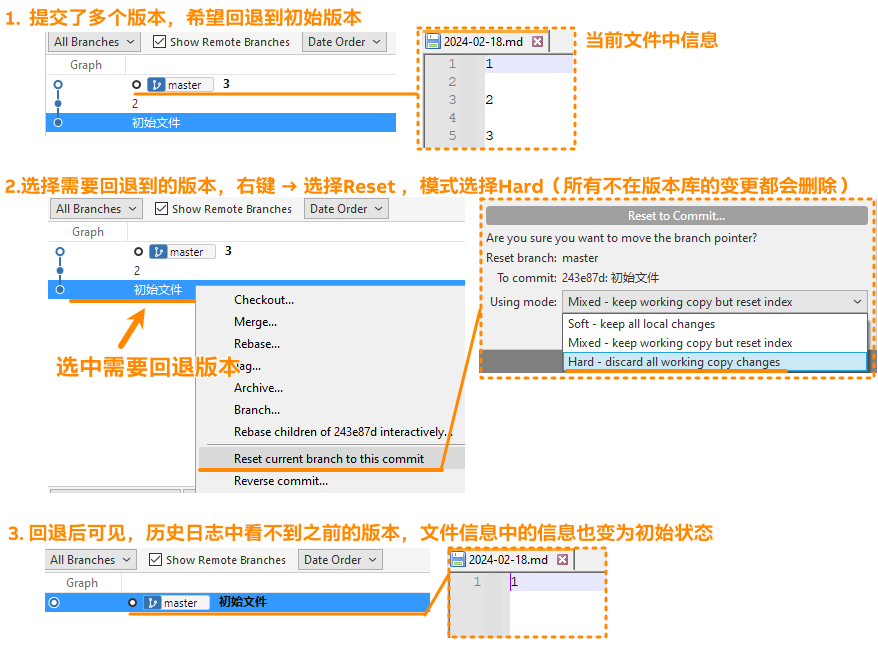 1. 提交了多个版本，希望回退到初始版本
All Branches Show Remote Branches Date Order
Graph
master 3
2
初始文件
2024-02-18.md
1 1
2
3 2
4
5 3
当前文件中信息
2.选择需要回退到的版本，右键 → 选择Reset ，模式选择Hard（所有不在版本库的变更都会删除）
All Branches Show Remote Branches Date Order
Graph
master 3
2
初始文件
选中需要回退版本
Checkout...
Merge...
Rebase...
ag...
Archive...
Branch...
Rebase children of 243e87d interactively...
Reset current branch to this commit
Reverse commit...
Reset to Commit...
Are you sure you want to move the branch pointer?
Reset branch: master
To commit: 243e87d: 初始文件
Using mode: Mixed - keep working copy but reset index
Soft - keep all local changes
Mixed - keep working copy but reset index
Hard - discard all working copy changes
3. 回退后可见，历史日志中看不到之前的版本，文件信息中的信息也变为初始状态
All Branches Show Remote Branches Date Order
Graph
master 初始文件
2024-02-18.md
1 1